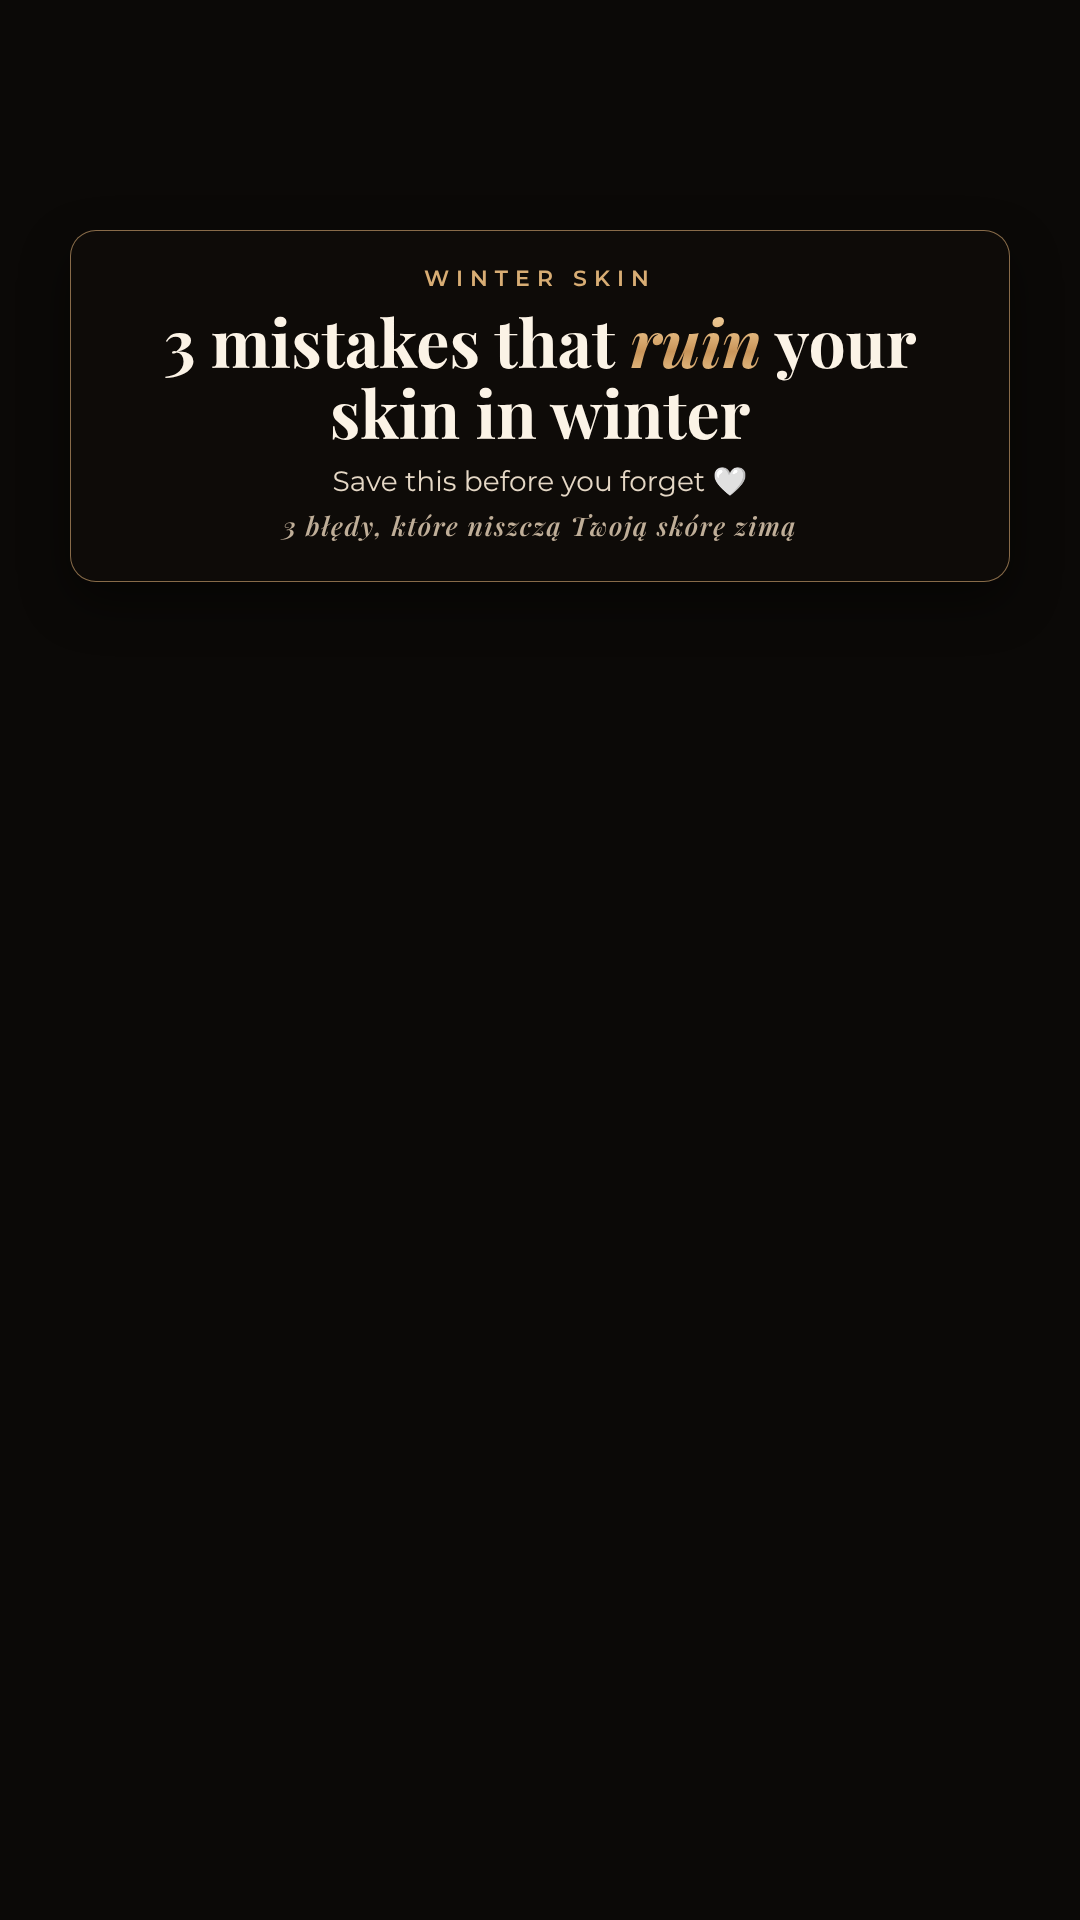 WINTER SKIN
3 mistakes that ruin your
skin in winter
Save this before you forget 🤍
3 błędy, które niszczą Twoją skórę zimą